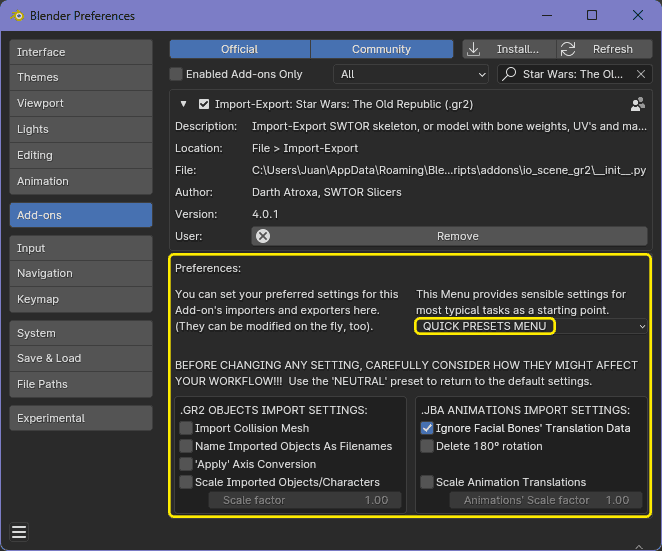 Blender Preferences
Interface
Themes
Viewport
Lights
Editing
Animation
Add-ons
Input
Navigation
Keymap
System
Save & Load
File Paths
Experimental
Official Community Install... Refresh
Enabled Add-ons Only All Star Wars: The Ol...
Import-Export: Star Wars: The Old Republic (.gr2)
Description: Import-Export SWTOR skeleton, or model with bone weights, UV's and ma...
Location: File > Import-Export
File: C:\Users\Juan\AppData\Roaming\Ble...ripts\addons\io_scene_gr2\__init__.py
Author: Darth Atroxa, SWTOR Slicers
Version: 4.0.1
User: Remove
Preferences:
You can set your preferred settings for this
Add-on's importers and exporters here.
(They can be modified on the fly, too).
This Menu provides sensible settings for
most typical tasks as a starting point.
QUICK PRESETS MENU
BEFORE CHANGING ANY SETTING, CAREFULLY CONSIDER HOW THEY MIGHT AFFECT
YOUR WORKFLOW!!! Use the 'NEUTRAL' preset to return to the default settings.
.GR2 OBJECTS IMPORT SETTINGS:
Import Collision Mesh
Name Imported Objects As Filenames
'Apply' Axis Conversion
Scale Imported Objects/Characters
Scale factor 1.00
.JBA ANIMATIONS IMPORT SETTINGS:
Ignore Facial Bones' Translation Data
Delete 180º rotation
Scale Animation Translations
Animations' Scale factor 1.00